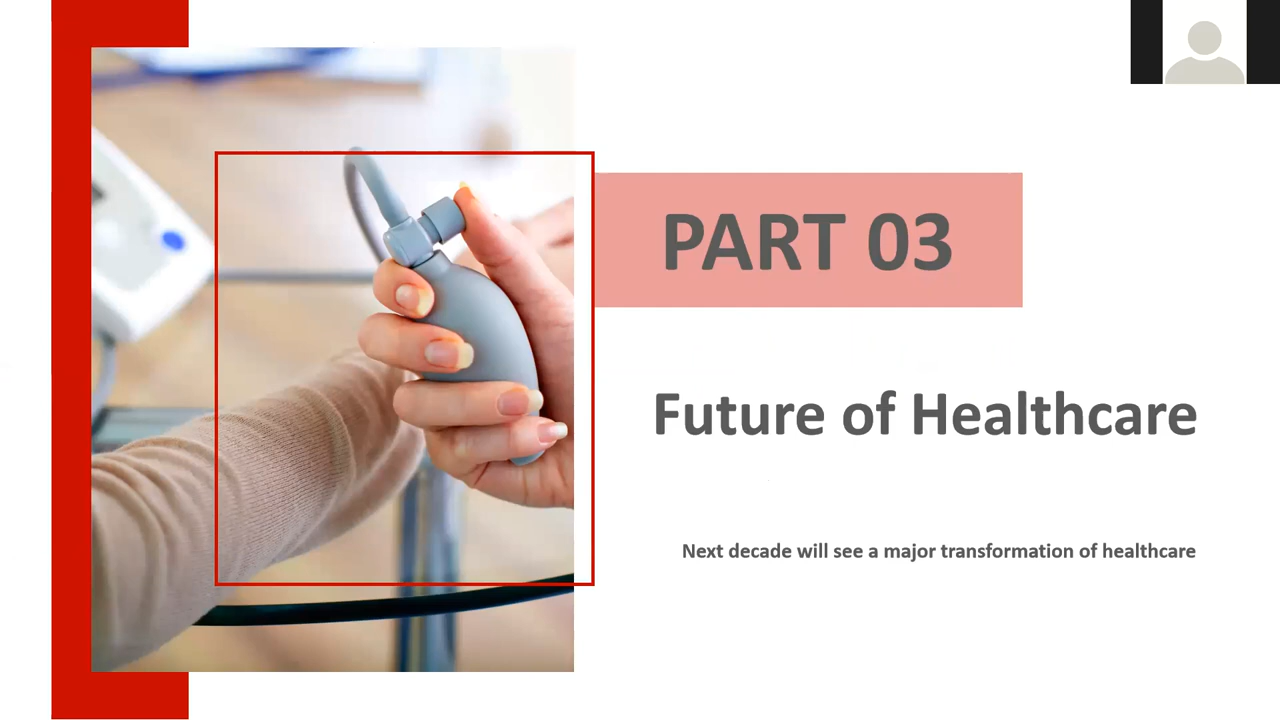 PART 03
Future of Healthcare
Next decade will see a major transformation of healthcare